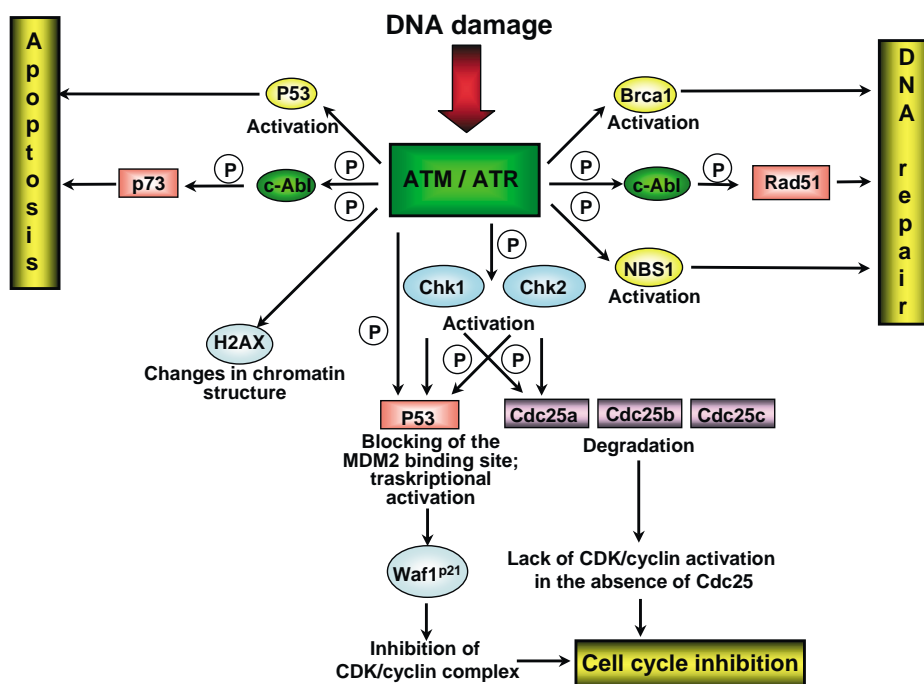 DNA damage
Apoptosis
DNA repair
P53
Activation
Brca1
Activation
ATM / ATR
p73
P
c-Abl
P
P
P
P
c-Abl
P
Rad51
P
Chk1
Chk2
NBS1
Activation
Activation
H2AX
Changes in chromatin
structure
P
P
P
P53
Cdc25a
Cdc25b
Cdc25c
Blocking of the
MDM2 binding site;
traskriptional
activation
Degradation
Waf1p21
Lack of CDK/cyclin activation
in the absence of Cdc25
Inhibition of
CDK/cyclin complex
Cell cycle inhibition